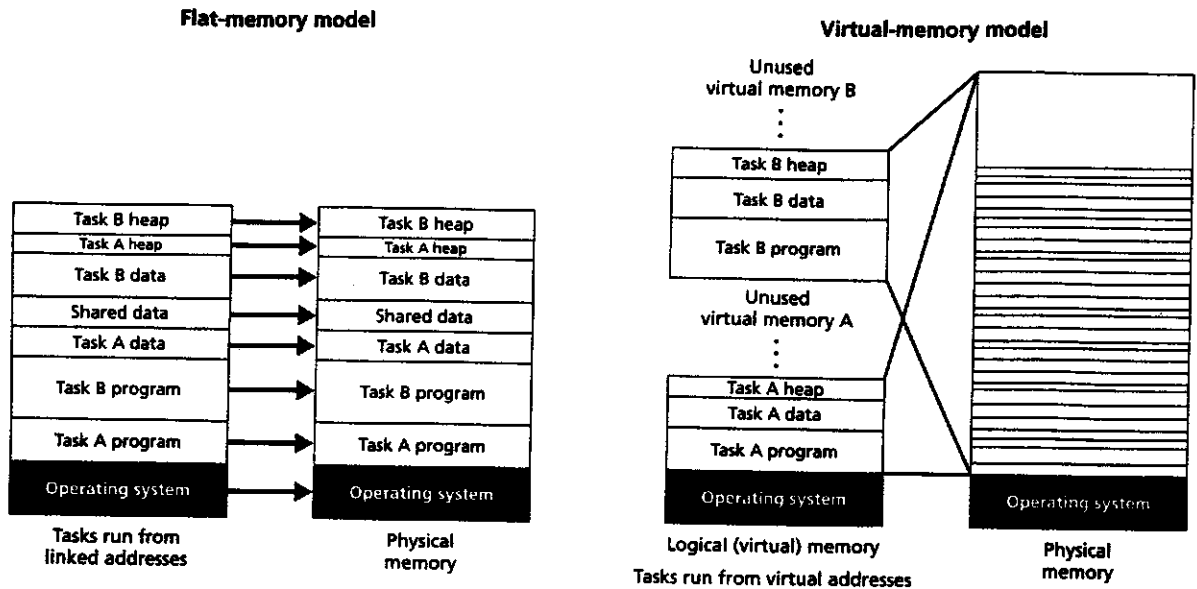 Flat-memory model
Task B heap
Task A heap
Task B data
Shared data
Task A data
Task B program
Task A program
Operating system
Tasks run from
linked addresses
Task B heap
Task A heap
Task B data
Shared data
Task A data
Task B program
Task A program
Operating system
Physical
memory
Virtual-memory model
Unused
virtual memory B
Task B heap
Task B data
Task B program
Unused
virtual memory A
Task A heap
Task A data
Task A program
Operating system
Logical (virtual) memory
Tasks run from virtual addresses
Operating system
Physical
memory